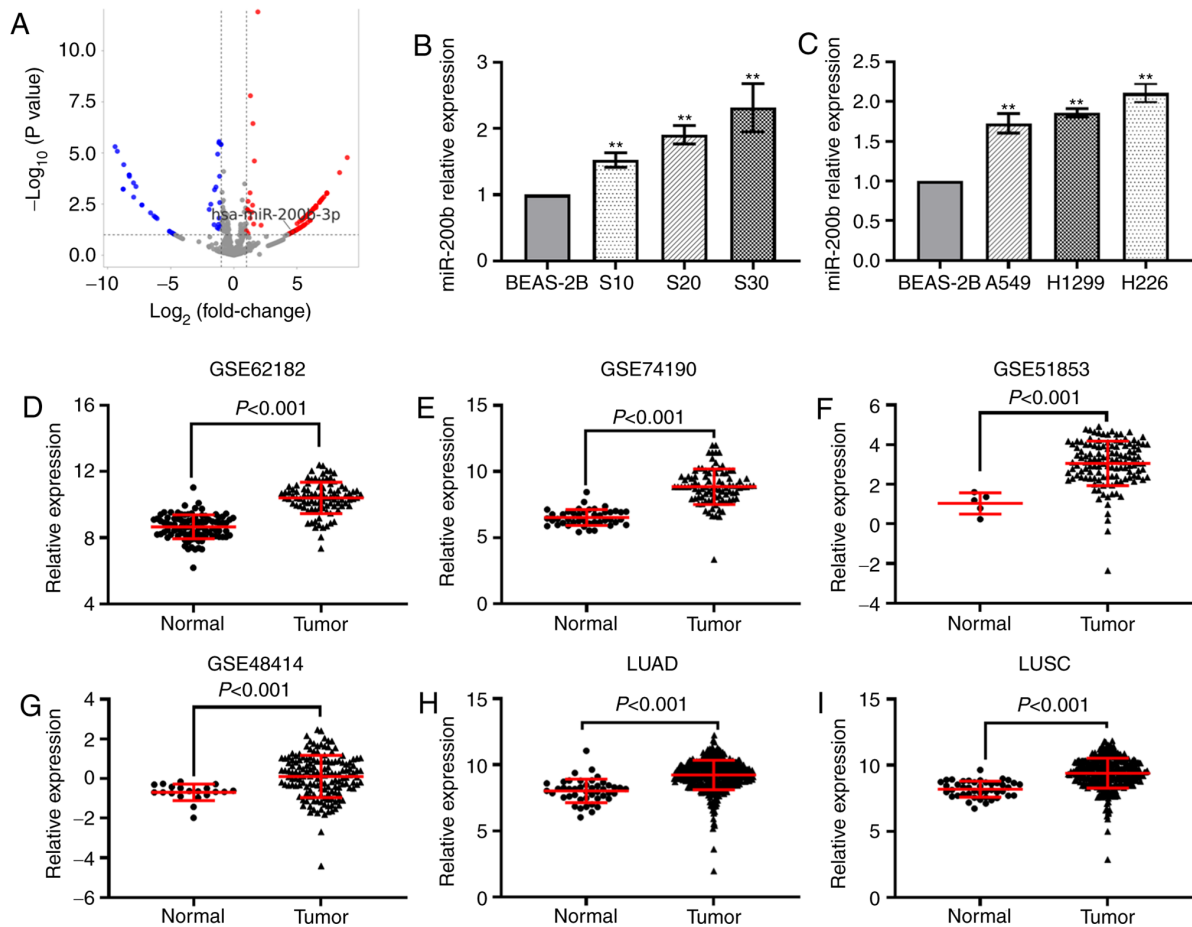 A
−Log10 (P value)
10.0
7.5
5.0
2.5
0.0
hsa-miR-200b-3p
−10
−5
0
5
Log2 (fold-change)
B
miR-200b relative expression
3
2
1
0
**
**
**
BEAS-2B S10 S20 S30
C
miR-200b relative expression
2.5
2.0
1.5
1.0
0.5
0.0
**
**
**
BEAS-2B A549 H1299 H226
GSE62182
D
P<0.001
Relative expression
16
12
8
4
Normal Tumor
GSE74190
E
P<0.001
Relative expression
15
10
5
0
Normal Tumor
GSE51853
F
P<0.001
Relative expression
6
4
2
0
−2
−4
Normal Tumor
GSE48414
G
P<0.001
Relative expression
4
2
0
−2
−4
−6
Normal Tumor
LUAD
H
P<0.001
Relative expression
15
10
5
0
Normal Tumor
LUSC
I
P<0.001
Relative expression
15
10
5
0
Normal Tumor